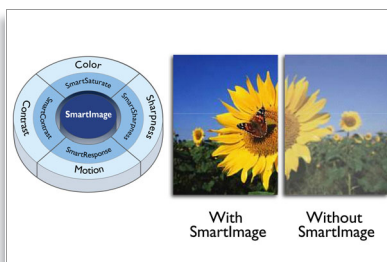 Color
SmartSaturate
Contrast
SmartContrast
SmartImage
SmartSharpness
Sharpness
SmartResponse
Motion
With
SmartImage
Without
SmartImage